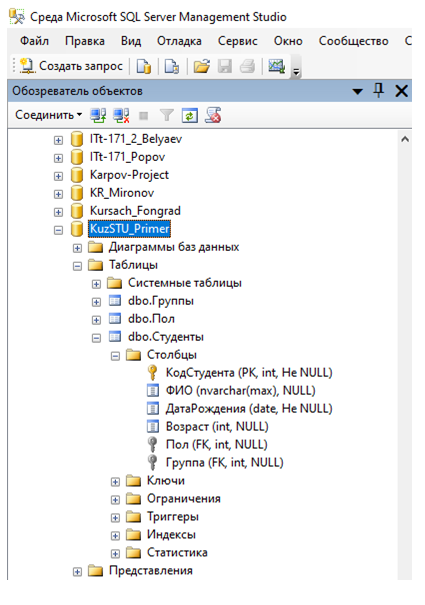 Среда Microsoft SQL Server Management Studio
Файл Правка Вид Отладка Сервис Окно Сообщество С
Создать запрос
Обозреватель объектов
Соединить
ITt-171_2_Belyaev
ITt-171_Popov
Karpov-Project
KR_Mironov
Kursach_Fongrad
KuzSTU_Primer
Диаграммы баз данных
Таблицы
Системные таблицы
dbo.Группы
dbo.Пол
dbo.Студенты
Столбцы
КодСтудента (PK, int, Не NULL)
ФИО (nvarchar(max), NULL)
ДатаРождения (date, Не NULL)
Возраст (int, NULL)
Пол (FK, int, NULL)
Группа (FK, int, NULL)
Ключи
Ограничения
Триггеры
Индексы
Статистика
Представления